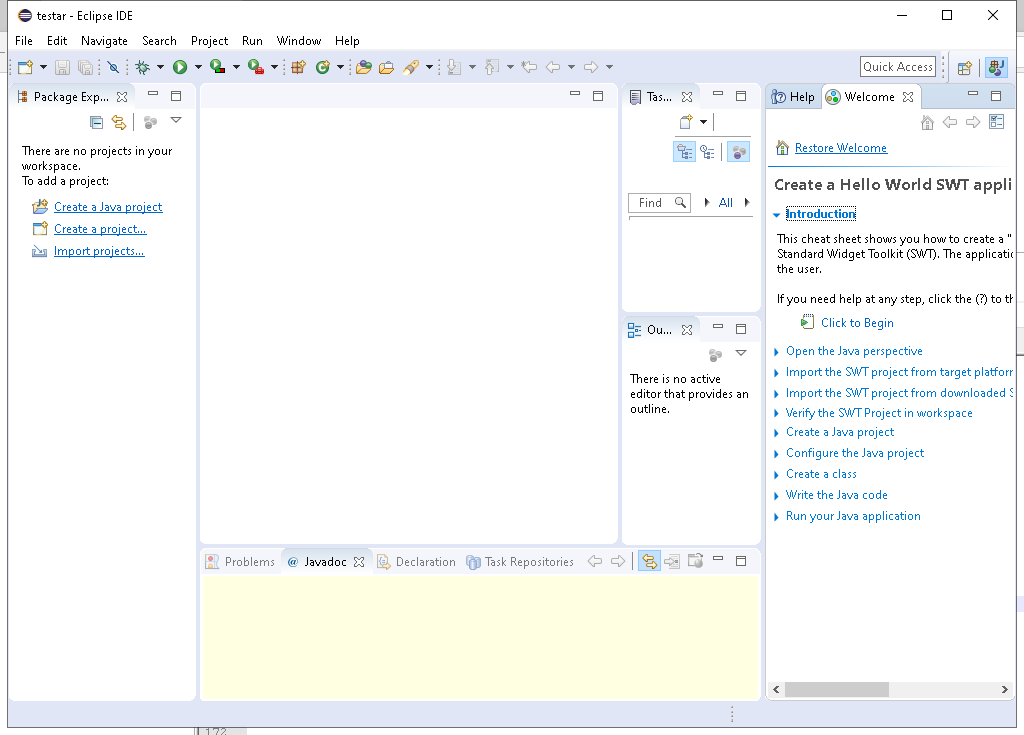 testar - Eclipse IDE
File Edit Navigate Search Project Run Window Help
Quick Access
Package Exp...
There are no projects in your
workspace.
To add a project:
Create a Java project
Create a project...
Import projects...
Tas...
Find
All
Ou...
There is no active
editor that provides an
outline.
Help Welcome
Restore Welcome
Create a Hello World SWT appli
Introduction
This cheat sheet shows you how to create a "
Standard Widget Toolkit (SWT). The applicatio
the user.
If you need help at any step, click the (?) to th
Click to Begin
Open the Java perspective
Import the SWT project from target platform
Import the SWT project from downloaded S
Verify the SWT Project in workspace
Create a Java project
Configure the Java project
Create a class
Write the Java code
Run your Java application
Problems @ Javadoc Declaration Task Repositories
172